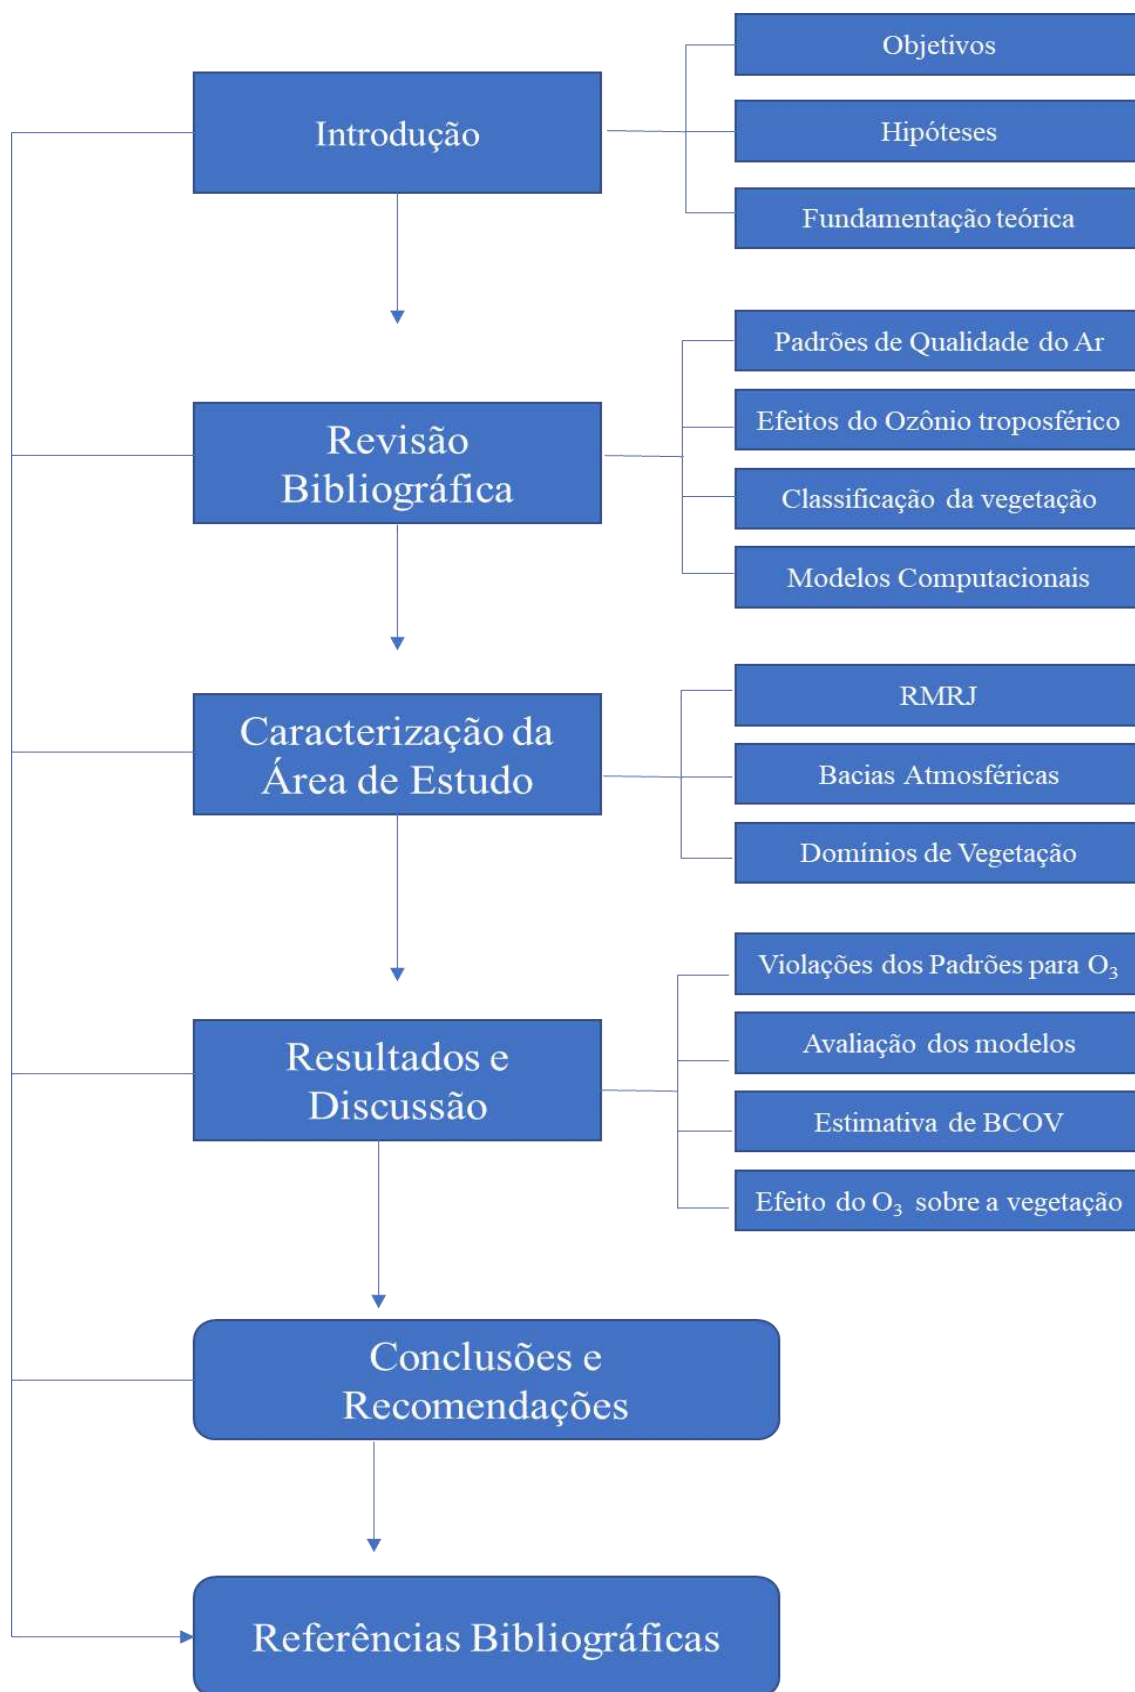 Introdução
Objetivos
Hipóteses
Fundamentação teórica
Revisão
Bibliográfica
Padrões de Qualidade do Ar
Efeitos do Ozônio troposférico
Classificação da vegetação
Modelos Computacionais
Caracterização da
Área de Estudo
RMRJ
Bacias Atmosféricas
Domínios de Vegetação
Resultados e
Discussão
Violações dos Padrões para O₃
Avaliação dos modelos
Estimativa de BCOV
Efeito do O₃ sobre a vegetação
Conclusões e
Recomendações
Referências Bibliográficas